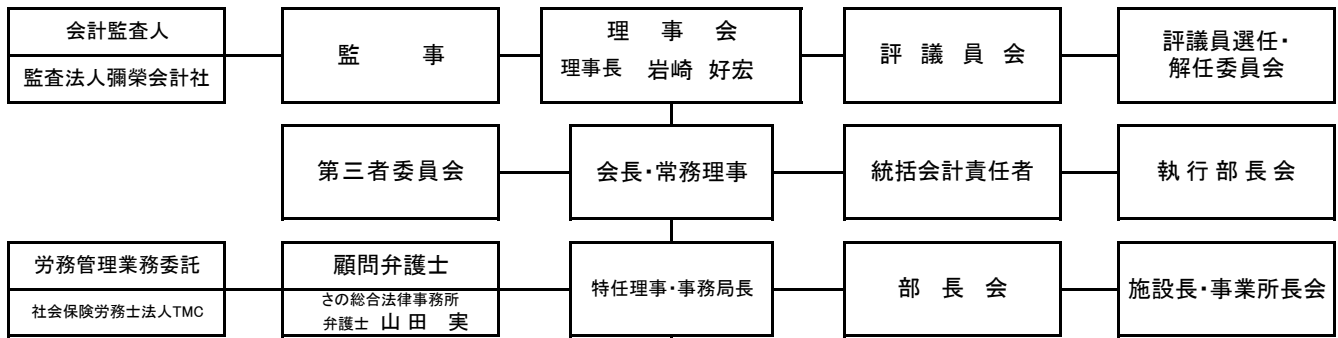 会計監査人
監査法人彌榮会計社
監 事
理 事 会
理事長 岩崎 好宏
評 議 員 会
評議員選任・
解任委員会
第三者委員会
会長・常務理事
統括会計責任者
執 行 部 長 会
労務管理業務委託
社会保険労務士法人TMC
顧問弁護士
さの総合法律事務所
弁護士 山 田 実
特任理事・事務局長
部 長 会
施設長・事業所長会